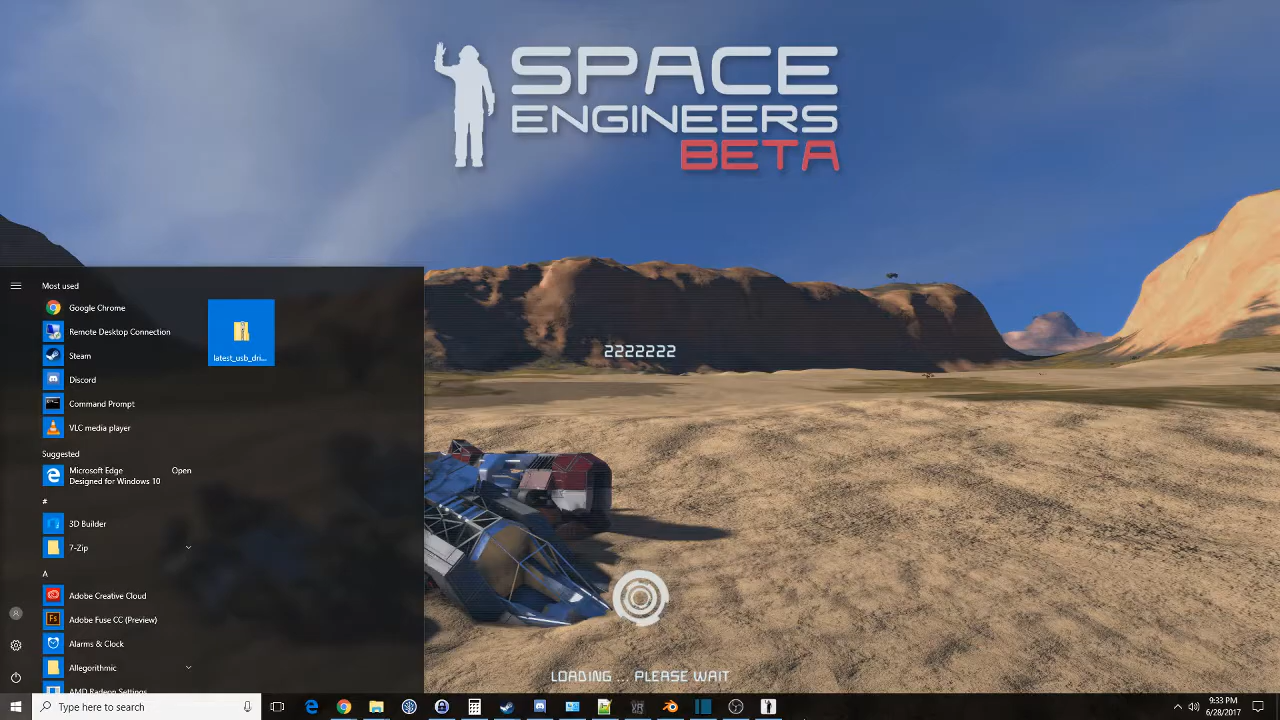 SPACE
ENGINEERS
BETA
2222222
LOADING ... PLEASE WAIT
Most used
Google Chrome
Remote Desktop Connection
Steam
Discord
Command Prompt
VLC media player
Suggested
Microsoft Edge
Designed for Windows 10
Open
#
3D Builder
7-Zip
A
Adobe Creative Cloud
Fs
Adobe Fuse CC (Preview)
Alarms & Clock
Allegorithmic
AMD Radeon Settings
latest_usb_dri...
Type here to search
9:33 PM
6/28/2017